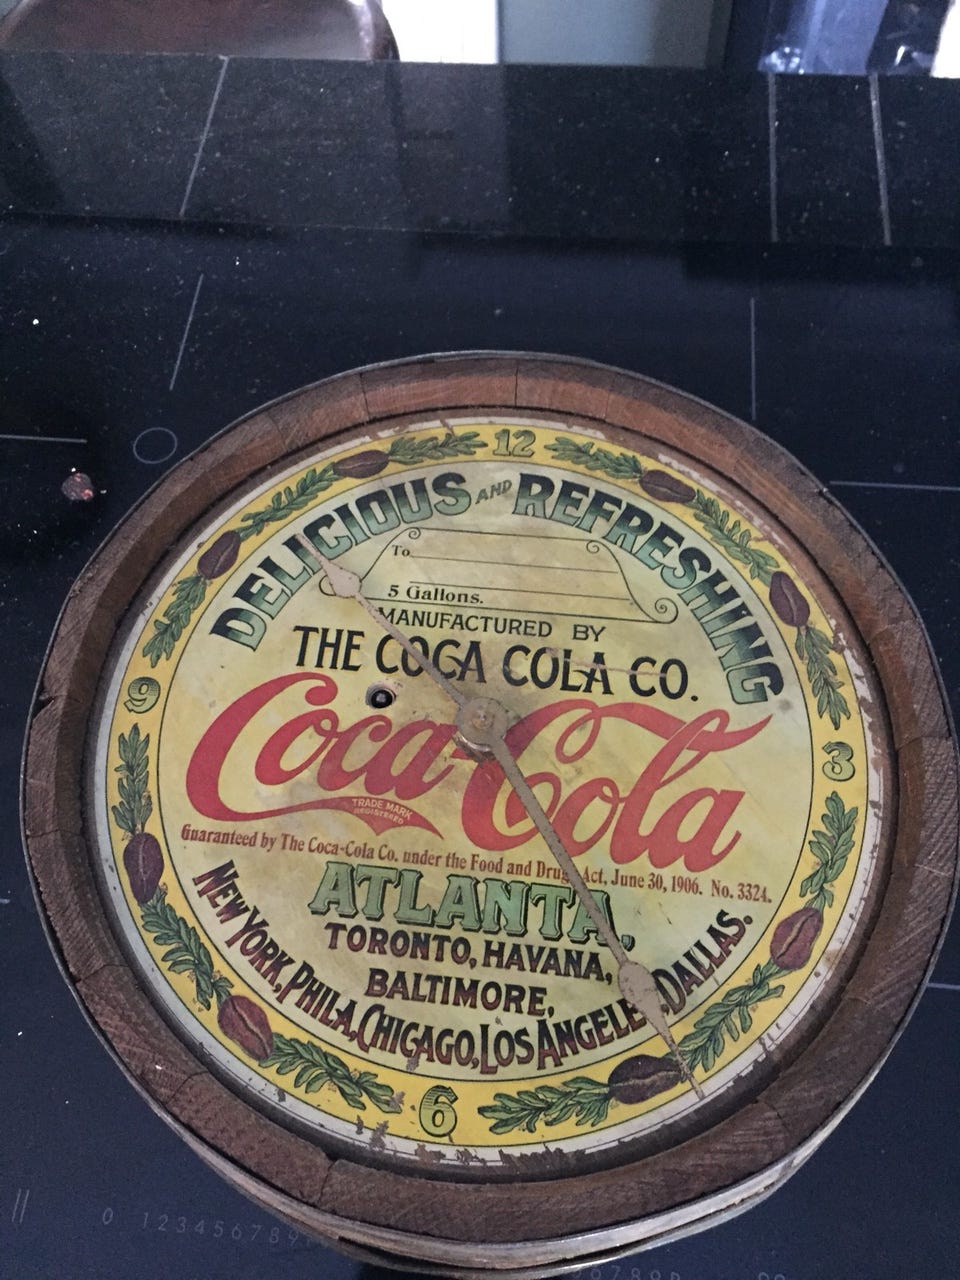 12
DELICIOUS AND REFRESHING
To
5 Gallons.
MANUFACTURED BY
THE COCA COLA CO.
9
Coca-Cola
3
TRADE MARK
REGISTERED
Guaranteed by The Coca-Cola Co. under the Food and Drugs Act, June 30, 1906. No. 3324.
ATLANTA,
TORONTO, HAVANA,
BALTIMORE,
NEW YORK, PHILA, CHICAGO, LOS ANGELES, DALLAS.
6
0 123456789